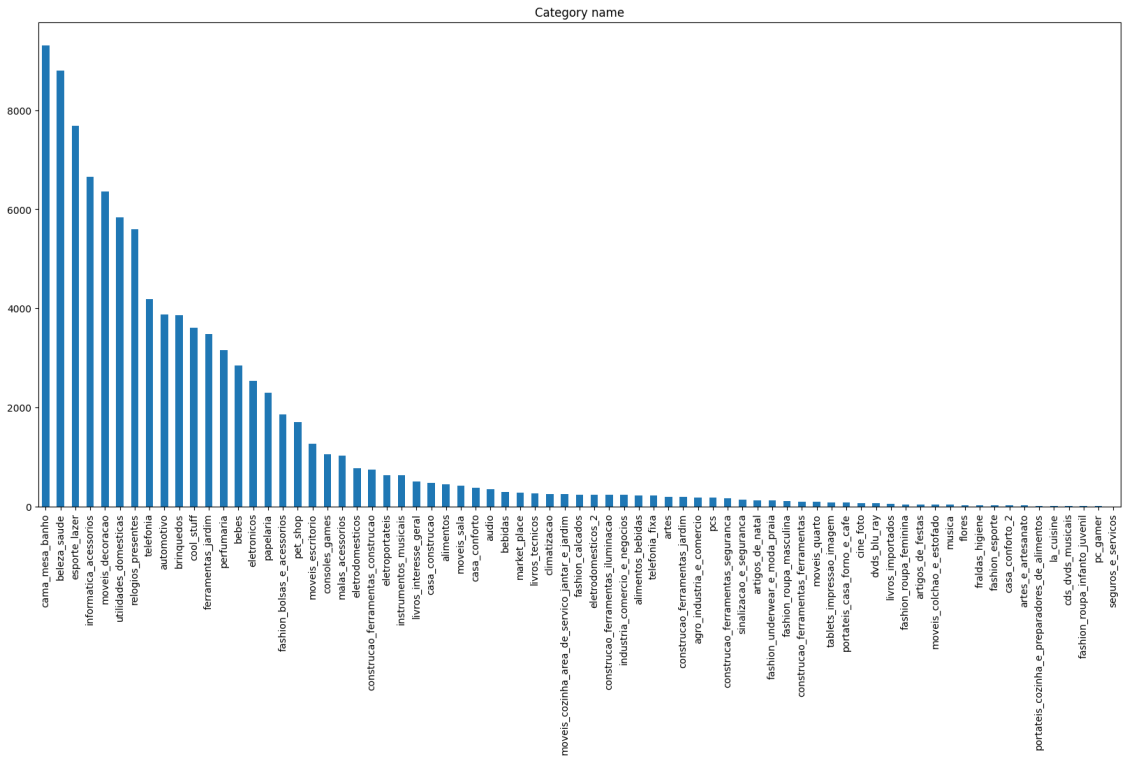 Category name
8000
6000
4000
2000
0
cama_mesa_banho
beleza_saude
esporte_lazer
informatica_acessorios
moveis_decoracao
utilidades_domesticas
relogios_presentes
telefonia
automotivo
brinquedos
cool_stuff
ferramentas_jardim
perfumaria
bebes
eletronicos
papelaria
fashion_bolsas_e_acessorios
pet_shop
moveis_escritorio
consoles_games
malas_acessorios
eletrodomesticos
construcao_ferramentas_construcao
eletroportateis
instrumentos_musicais
livros_interesse_geral
casa_construcao
alimentos
moveis_sala
casa_conforto
audio
bebidas
market_place
livros_tecnicos
climatizacao
moveis_cozinha_area_de_servico_jantar_e_jardim
fashion_calcados
eletrodomesticos_2
construcao_ferramentas_iluminacao
industria_comercio_e_negocios
alimentos_bebidas
telefonia_fixa
artes
construcao_ferramentas_jardim
agro_industria_e_comercio
pcs
construcao_ferramentas_seguranca
sinalizacao_e_seguranca
artigos_de_natal
fashion_underwear_e_moda_praia
fashion_roupa_masculina
construcao_ferramentas_ferramentas
moveis_quarto
tablets_impressao_imagem
portateis_casa_forno_e_cafe
cine_foto
dvds_blu_ray
livros_importados
fashion_roupa_feminina
artigos_de_festas
moveis_colchao_e_estofado
musica
flores
fraldas_higiene
fashion_esporte
casa_conforto_2
artes_e_artesanato
portateis_cozinha_e_preparadores_de_alimentos
la_cuisine
cds_dvds_musicais
fashion_roupa_infanto_juvenil
pc_gamer
seguros_e_servicos